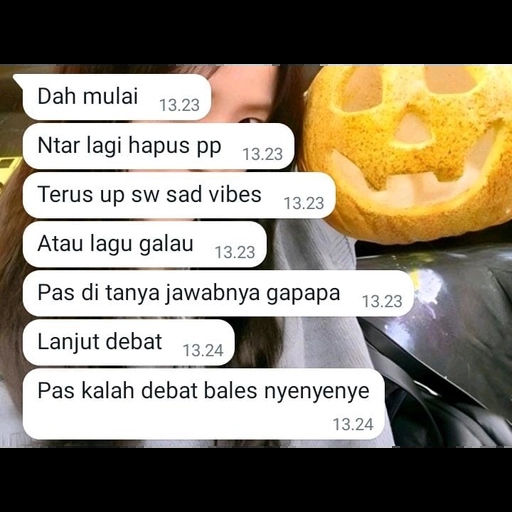 Dah mulai 13.23
Ntar lagi hapus pp 13.23
Terus up sw sad vibes 13.23
Atau lagu galau 13.23
Pas di tanya jawabnya gapapa 13.23
Lanjut debat 13.24
Pas kalah debat bales nyenyenye
13.24